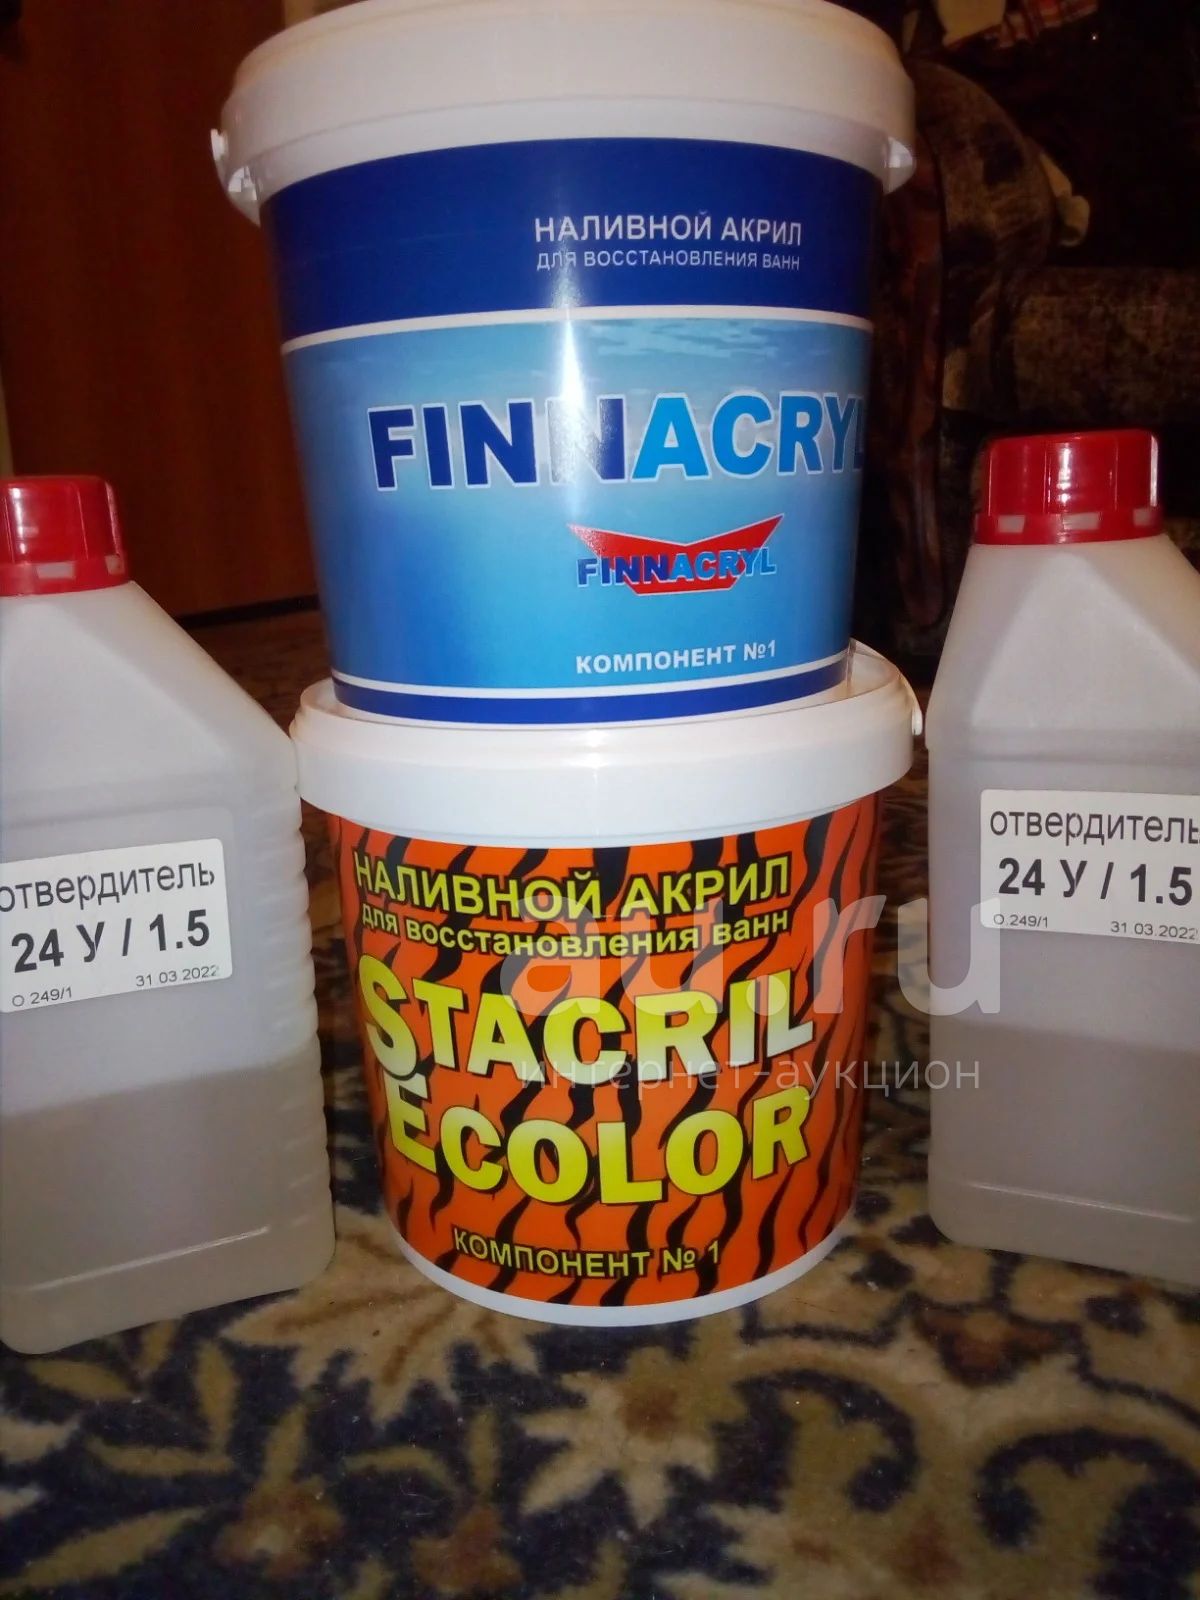 НАЛИВНОЙ АКРИЛ
ДЛЯ ВОССТАНОВЛЕНИЯ ВАНН
FINNACRYL
FINNACRYL
КОМПОНЕНТ №1
отвердитель
24 У / 1.5
О 249/1 31.03.2022
НАЛИВНОЙ АКРИЛ
для восстановления ванн
STACRIL
ECOLOR
КОМПОНЕНТ № 1
отвердитель
24 У / 1.5
О 249/1 31.03.2022
au.ru
интернет-аукцион